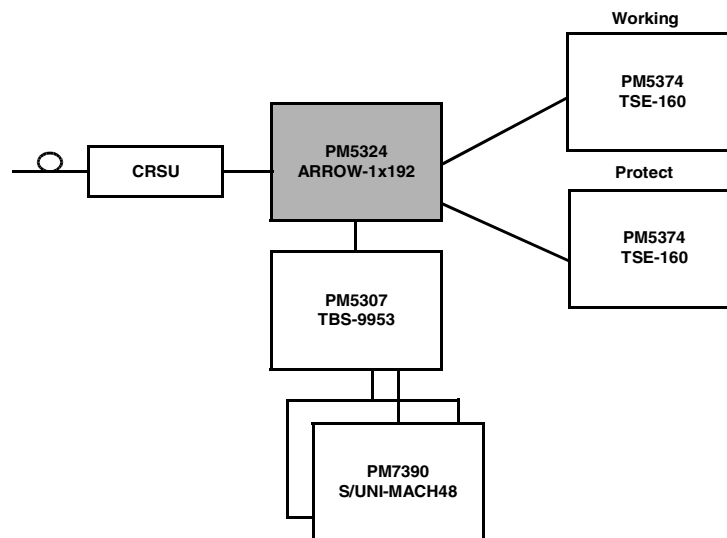 Working
PM5374
TSE-160
PM5324
ARROW-1x192
CRSU
Protect
PM5374
TSE-160
PM5307
TBS-9953
PM7390
S/UNI-MACH48